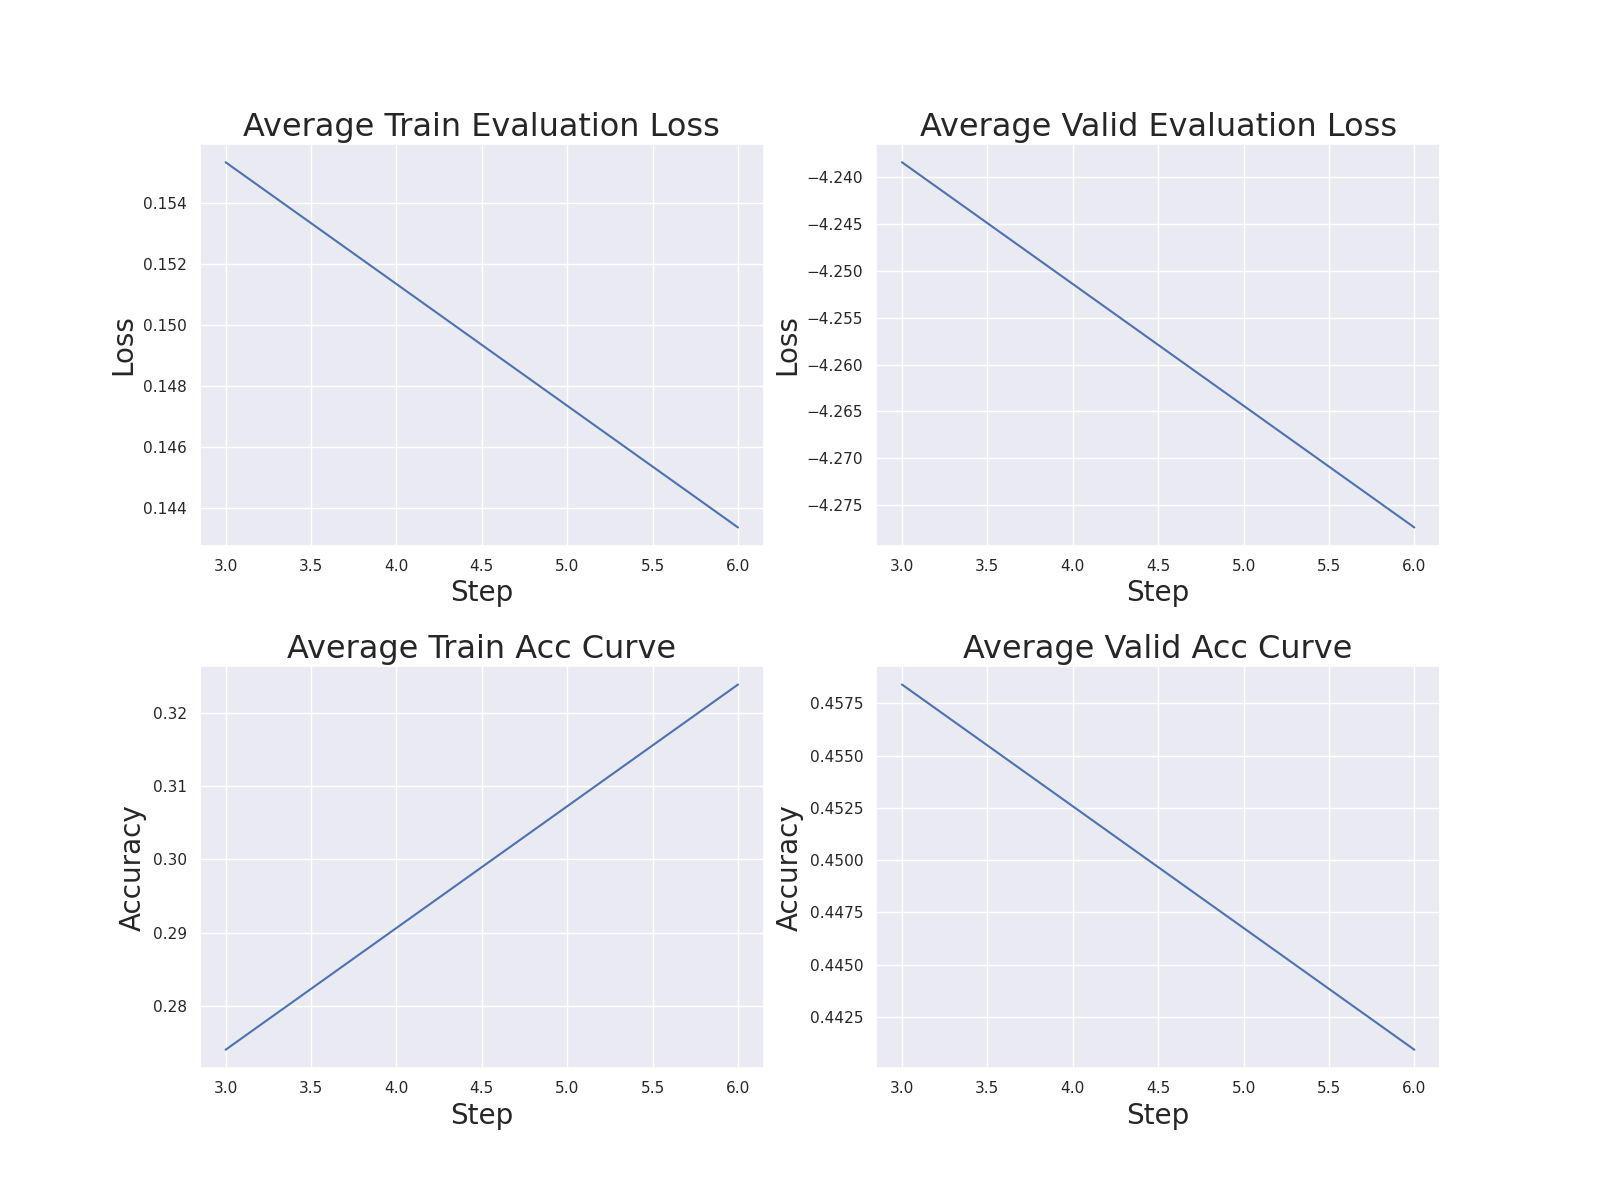 Average Train Evaluation Loss
0.154
0.152
0.150
0.148
0.146
0.144
Loss
3.0 3.5 4.0 4.5 5.0 5.5 6.0
Step
Average Valid Evaluation Loss
−4.240
−4.245
−4.250
−4.255
−4.260
−4.265
−4.270
−4.275
Loss
3.0 3.5 4.0 4.5 5.0 5.5 6.0
Step
Average Train Acc Curve
0.32
0.31
0.30
0.29
0.28
Accuracy
3.0 3.5 4.0 4.5 5.0 5.5 6.0
Step
Average Valid Acc Curve
0.4575
0.4550
0.4525
0.4500
0.4475
0.4450
0.4425
Accuracy
3.0 3.5 4.0 4.5 5.0 5.5 6.0
Step